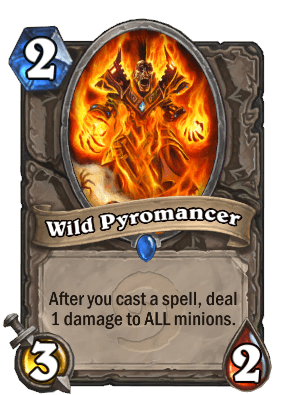 2
Wild Pyromancer
After you cast a spell, deal
1 damage to ALL minions.
3
2